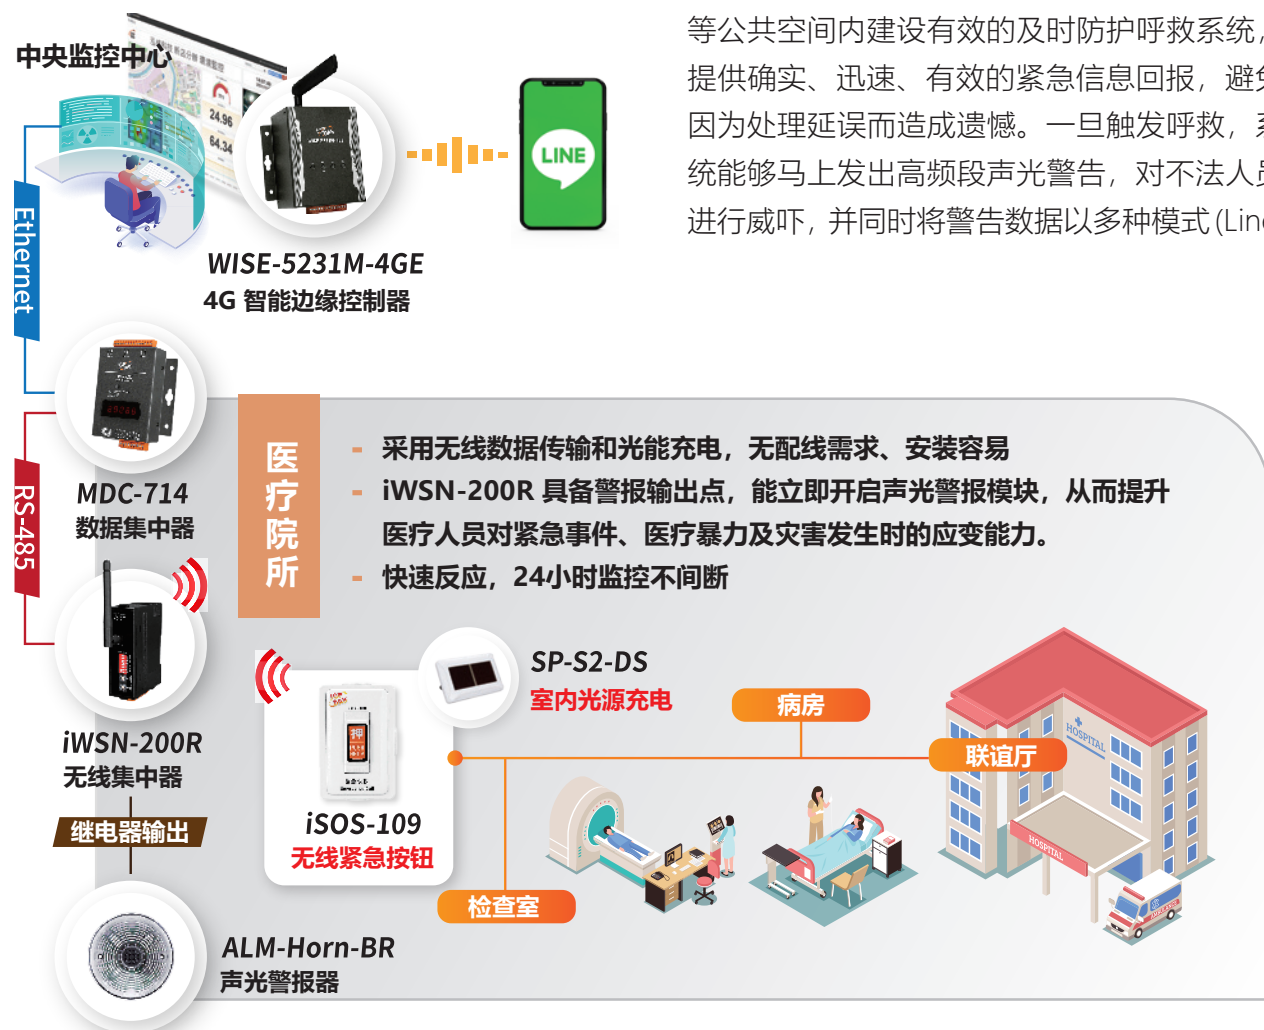 等公共空间内建设有效的及时防护呼救系统，
提供确实、迅速、有效的紧急信息回报，避免
因为处理延误而造成遗憾。一旦触发呼救，系
统能够马上发出高频段声光警告，对不法人员
进行威吓，并同时将警告数据以多种模式 (Line
中央监控中心
24.96
64.34
LINE
Ethernet
WISE-5231M-4GE
4G 智能边缘控制器
RS-485
MDC-714
数据集中器
医疗院所
- 采用无线数据传输和光能充电，无配线需求、安装容易
- iWSN-200R 具备警报输出点，能立即开启声光警报模块，从而提升
医疗人员对紧急事件、医疗暴力及灾害发生时的应变能力。
- 快速反应，24小时监控不间断
iWSN-200R
无线集中器
继电器输出
ALM-Horn-BR
声光警报器
SP-S2-DS
室内光源充电
押
iSOS-109
无线紧急按钮
病房
联谊厅
检查室
HOSPITAL
HOSPITAL
AMBULANCE